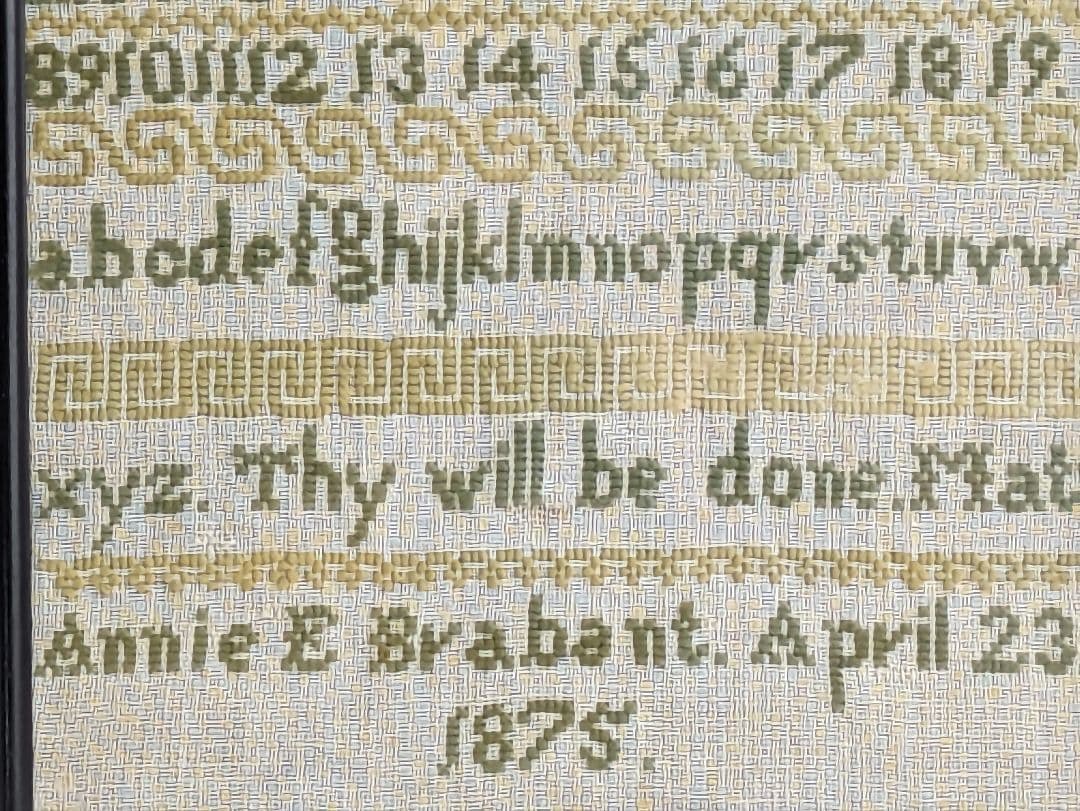 8 9 10 11 12 13 14 15 16 17 18 19.
abcdefghijklmnopqrstuvw
xyz. Thy will be done. Mat
Annie E Brabant. April 23
1875.